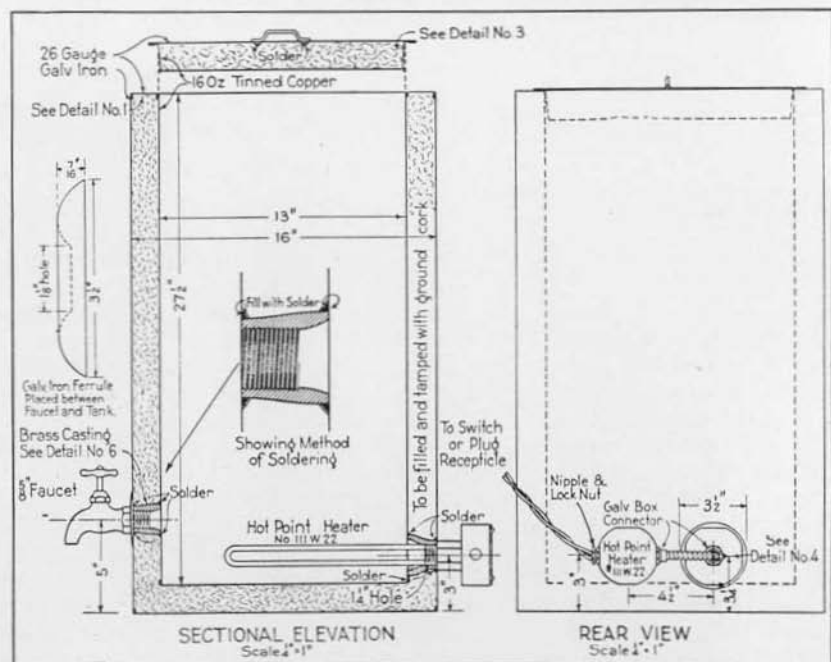 26 Gauge
Galv Iron
Solder
See Detail No. 3
16 Oz Tinned Copper
See Detail No. 1
7/16"
1 1/8" hole
3 1/2"
13"
16"
27 1/2"
Fill with Solder
Showing Method
of Soldering
To be filled and tamped with ground cork
Galv. Iron Ferrule
Placed between
Faucet and Tank.
Brass Casting
See Detail No 6
5/8" Faucet
Solder
5"
Hot Point Heater
No 111 W 22
Solder
Solder
1 1/4" Hole
3"
To Switch
or Plug
Recepticle
Nipple &
Lock Nut
Galv Box
Connector
3 1/2"
Hot Point
Heater
#111 W 22
See
Detail No. 4
3"
4 1/2"
SECTIONAL ELEVATION
Scale 1/4"=1"
REAR VIEW
Scale 1/4"=1"